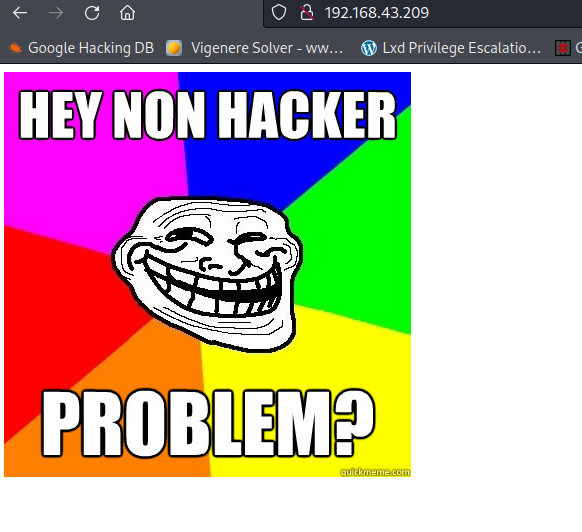 192.168.43.209
Google Hacking DB
Vigenere Solver - ww...
Lxd Privilege Escalatio...
HEY NON HACKER
PROBLEM?
quickmeme.com